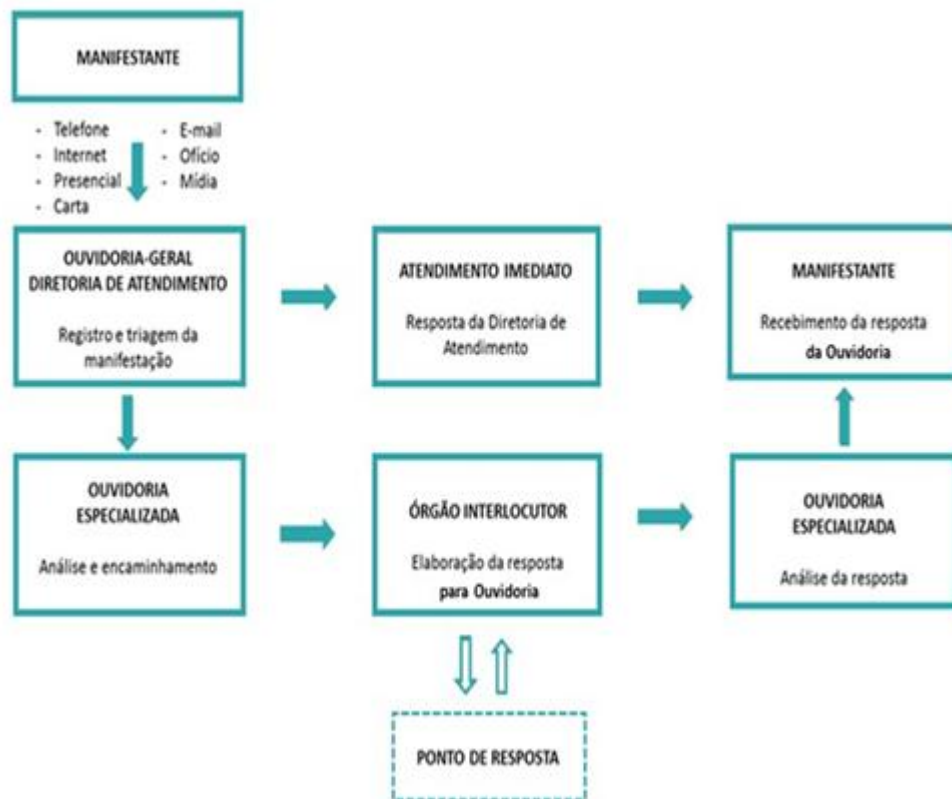 MANIFESTANTE
- Telefone
- Internet
- Presencial
- Carta
- E-mail
- Ofício
- Mídia
OUVIDORIA-GERAL
DIRETORIA DE ATENDIMENTO
Registro e triagem da
manifestação
ATENDIMENTO IMEDIATO
Resposta da Diretoria de
Atendimento
MANIFESTANTE
Recebimento da resposta
da Ouvidoria
OUVIDORIA
ESPECIALIZADA
Análise e encaminhamento
ÓRGÃO INTERLOCUTOR
Elaboração da resposta
para Ouvidoria
OUVIDORIA
ESPECIALIZADA
Análise da resposta
PONTO DE RESPOSTA